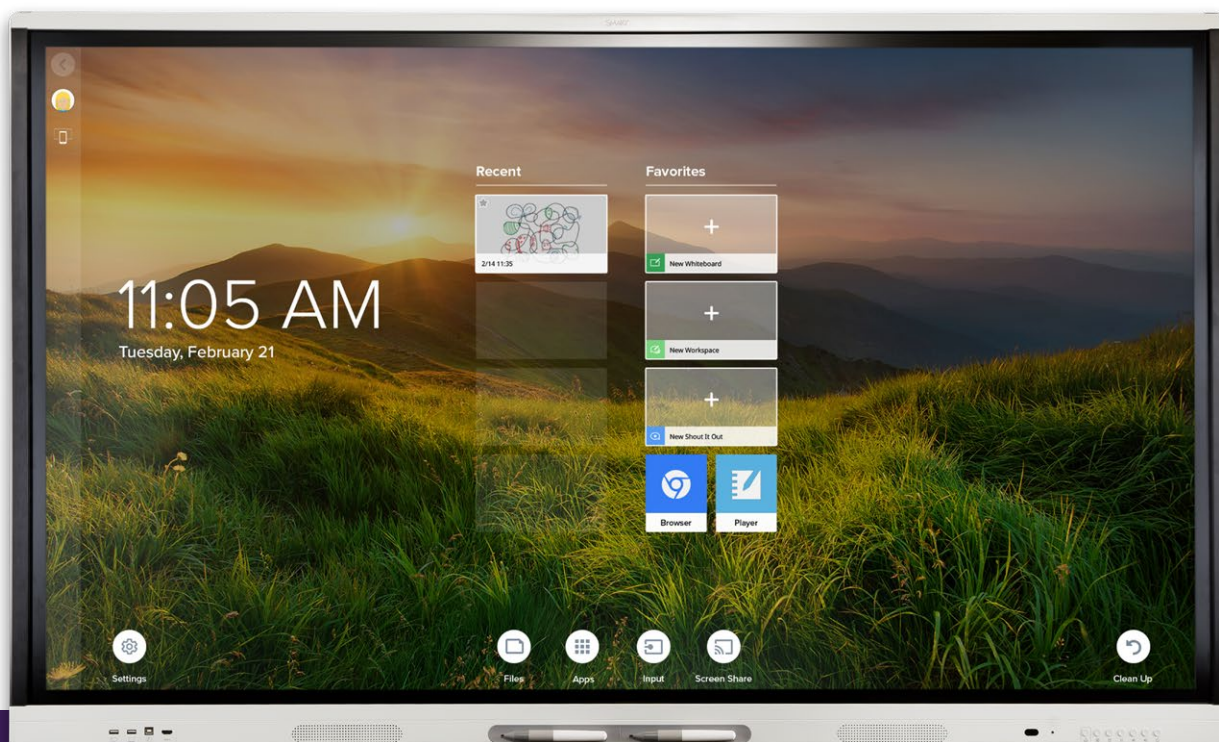 SMART
11:05 AM
Tuesday, February 21
Recent
2/14 11:35
Favorites
New Whiteboard
New Workspace
New Shout It Out
Browser
Player
Settings
Files
Apps
Input
Screen Share
Clean Up